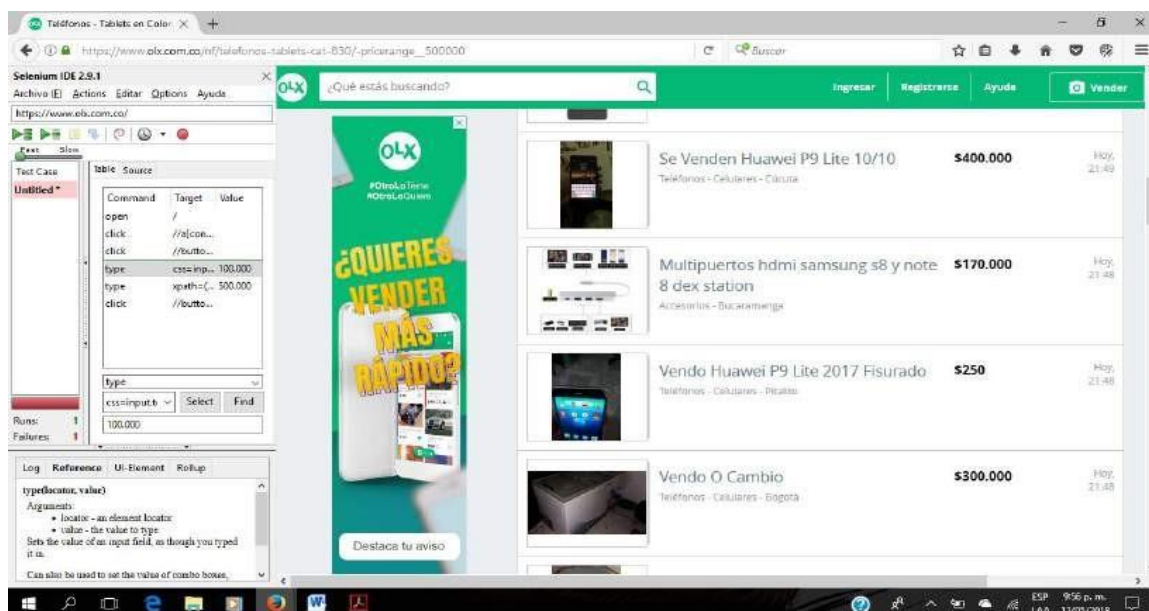 Teléfonos - Tablets en Color
https://www.olx.com.co/nf/telefonos-tablets-cat-830/-pricerange_500000
Buscar
Selenium IDE 2.9.1
Archivo (F) Actions Editar Options Ayuda
https://www.olx.com.co/
Fast Slow
Test Case
Untitled *
Table Source
Command Target Value
open /
click //a[con...
click //butto...
type css=inp... 100.000
type xpath=(... 500.000
click //butto...
type
css=input.b Select Find
100.000
Runs: 1
Failures: 1
Log Reference UI-Element Rollup
type(locator, value)
Arguments:
locator - an element locator
value - the value to type
Sets the value of an input field, as though you typed
it in.
Can also be used to set the value of combo boxes,
OLX
¿Qué estás buscando?
Ingresar Registrarse Ayuda Vender
OLX
#OtroLoTiene
#OtroLoQuiere
¿QUIERES
VENDER
MÁS
RÁPIDO?
Destaca tu aviso
Se Venden Huawei P9 Lite 10/10 $400.000 Hoy,
21:49
Teléfonos - Celulares - Cúcuta
Multipuertos hdmi samsung s8 y note $170.000 Hoy,
21:48
8 dex station
Accesorios - Bucaramanga
Vendo Huawei P9 Lite 2017 Fisurado $250 Hoy,
21:48
Teléfonos - Celulares - Pitalito
Vendo O Cambio $300.000 Hoy,
21:48
Teléfonos - Celulares - Bogotá
ESP 9:56 p. m.
LAA